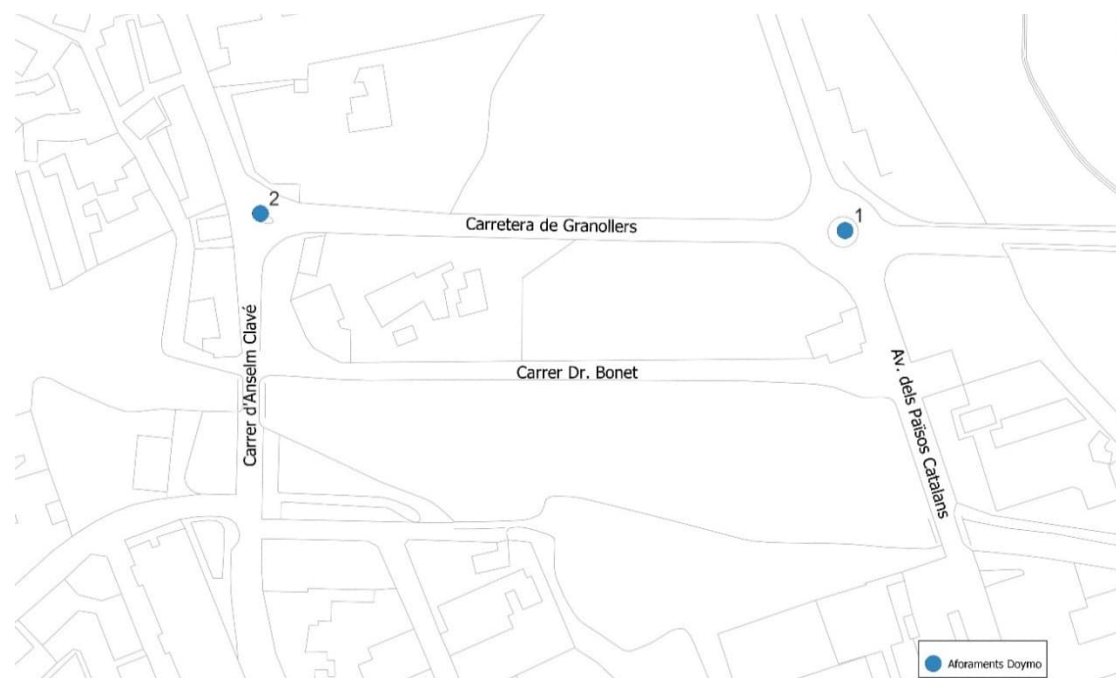 2
1
Carretera de Granollers
Carrer d'Anselm Clavé
Carrer Dr. Bonet
Av. dels Països Catalans
Aforaments Doymo